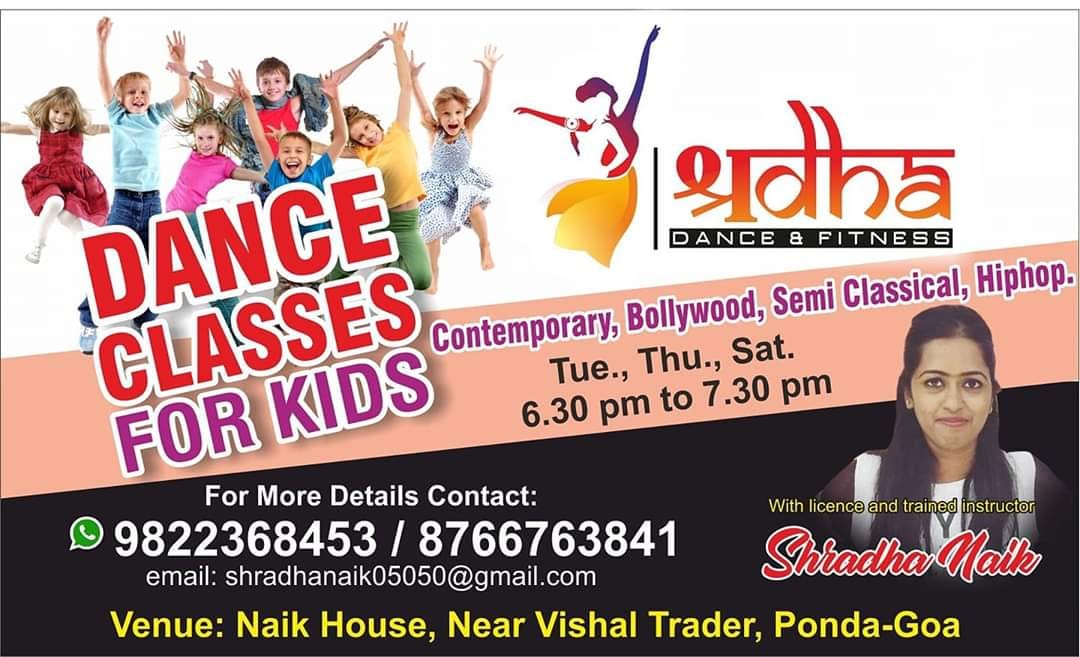 DANCE
CLASSES
FOR KIDS
श्रdha
DANCE & FITNESS
Contemporary, Bollywood, Semi Classical, Hiphop.
Tue., Thu., Sat.
6.30 pm to 7.30 pm
For More Details Contact:
9822368453 / 8766763841
email: shradhanaik05050@gmail.com
With licence and trained instructor
Shradha Naik
Venue: Naik House, Near Vishal Trader, Ponda-Goa